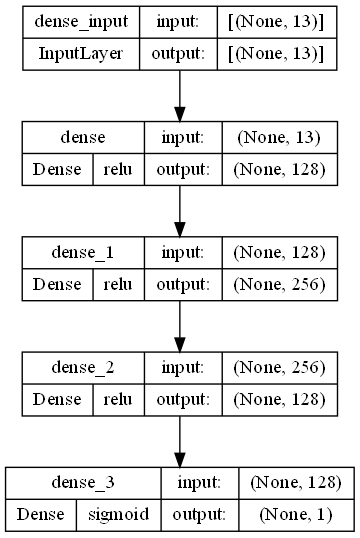 dense_input input: [(None, 13)]
InputLayer output: [(None, 13)]
dense input: (None, 13)
Dense relu output: (None, 128)
dense_1 input: (None, 128)
Dense relu output: (None, 256)
dense_2 input: (None, 256)
Dense relu output: (None, 128)
dense_3 input: (None, 128)
Dense sigmoid output: (None, 1)